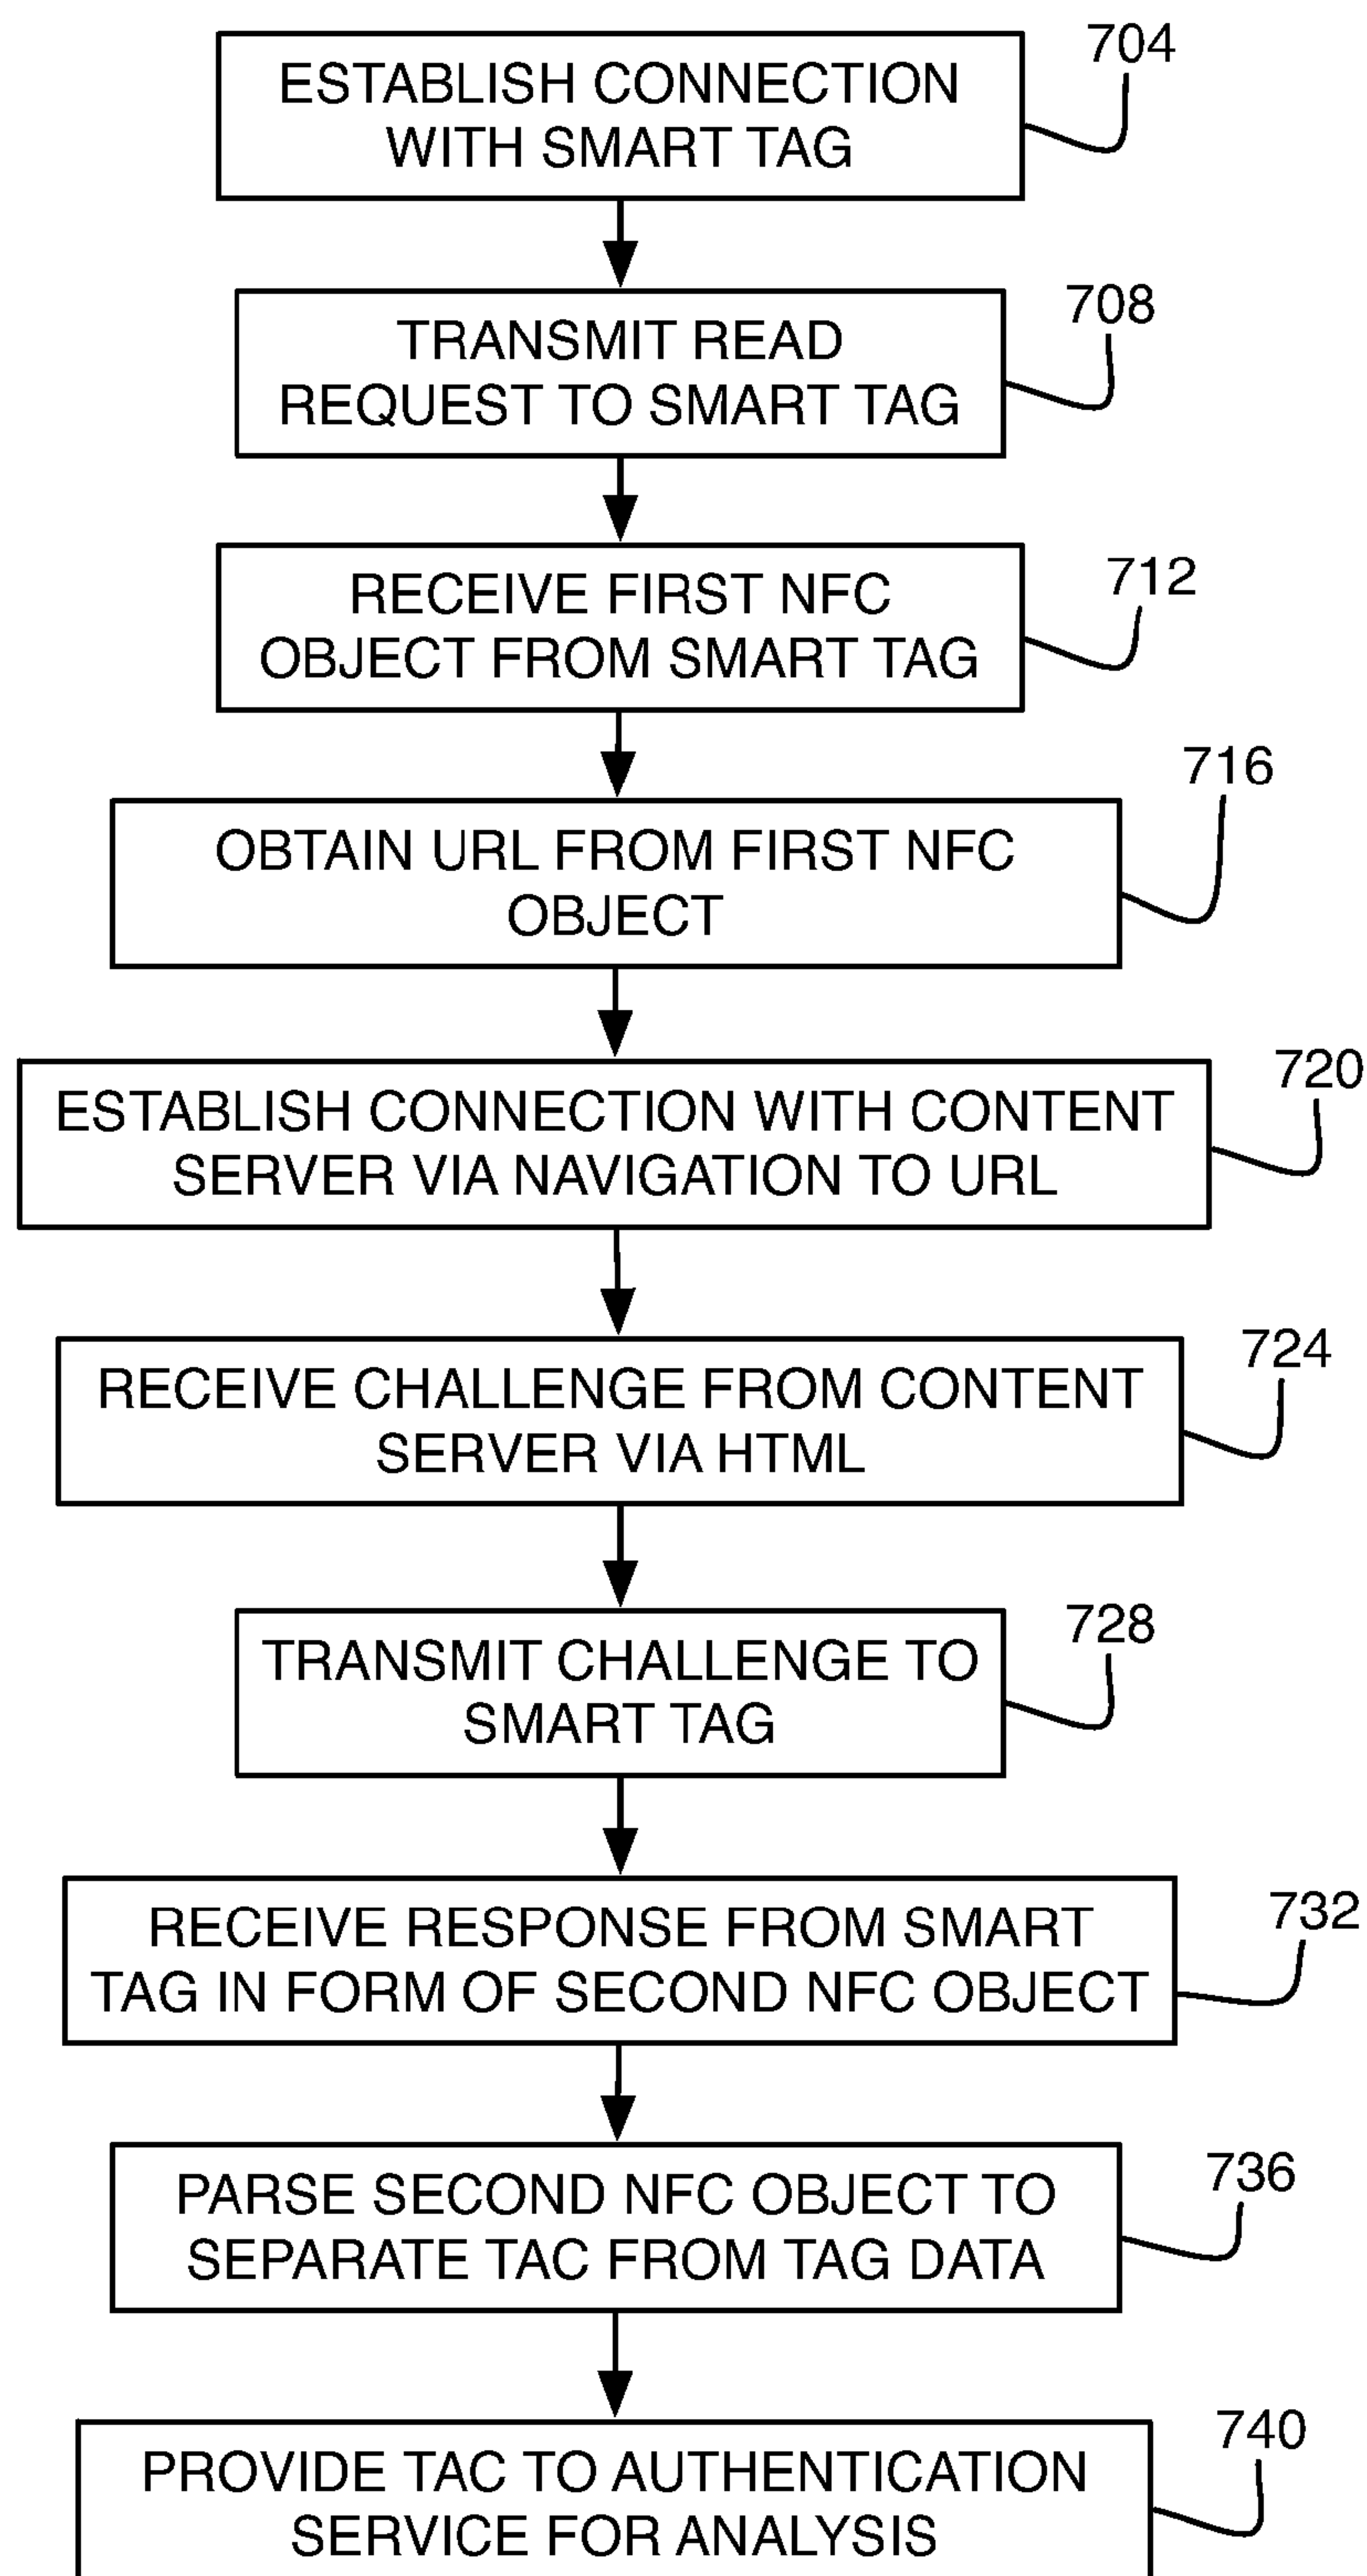 704
ESTABLISH CONNECTION
WITH SMART TAG
708
TRANSMIT READ
REQUEST TO SMART TAG
712
RECEIVE FIRST NFC
OBJECT FROM SMART TAG
716
OBTAIN URL FROM FIRST NFC
OBJECT
720
ESTABLISH CONNECTION WITH CONTENT
SERVER VIA NAVIGATION TO URL
724
RECEIVE CHALLENGE FROM CONTENT
SERVER VIA HTML
728
TRANSMIT CHALLENGE TO
SMART TAG
732
RECEIVE RESPONSE FROM SMART
TAG IN FORM OF SECOND NFC OBJECT
736
PARSE SECOND NFC OBJECT TO
SEPARATE TAC FROM TAG DATA
740
PROVIDE TAC TO AUTHENTICATION
SERVICE FOR ANALYSIS